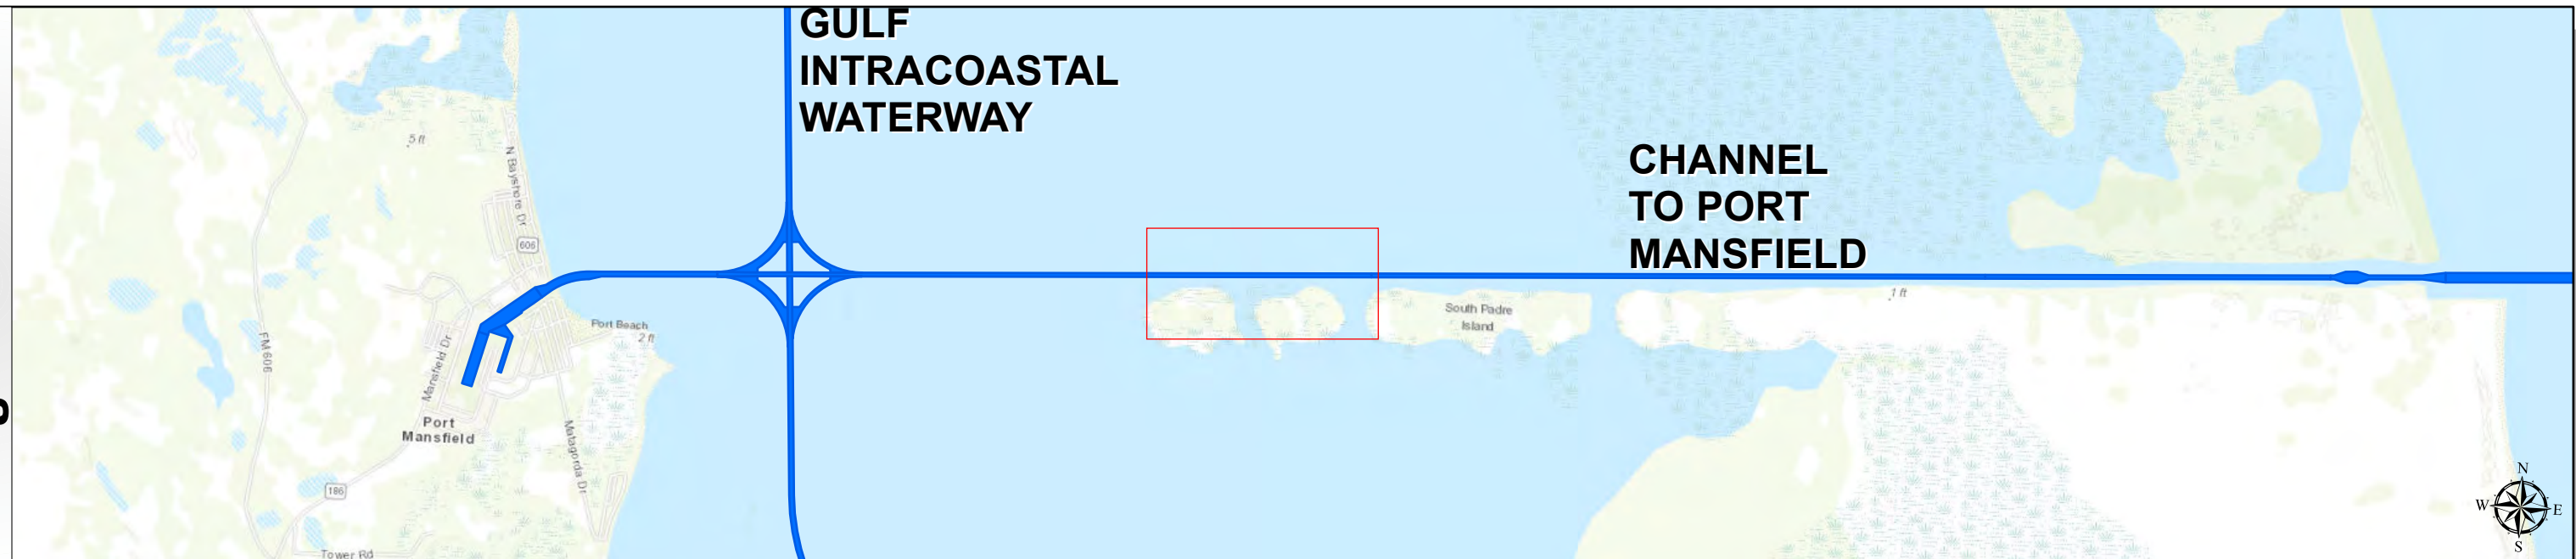 GULF
INTRACOASTAL
WATERWAY
CHANNEL
TO PORT
MANSFIELD
5 ft
N Bayshore Dr
606
FM 606
Port Beach
2 ft
Mansfield Dr
Port
Mansfield
Matagorda Dr
186
Tower Rd
South Padre
Island
1 ft
N
W
E
S